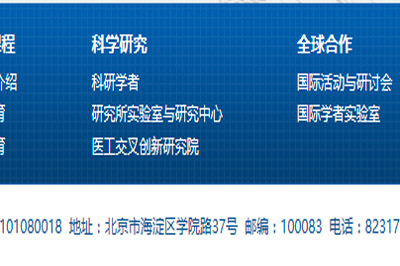 课程 科学研究 全球合作
介绍 科研学者 国际活动与研讨会
育 研究所实验室与研究中心 国际学者实验室
育 医工交叉创新研究院
101080018 地址：北京市海淀区学院路37号 邮编：100083 电话：82317